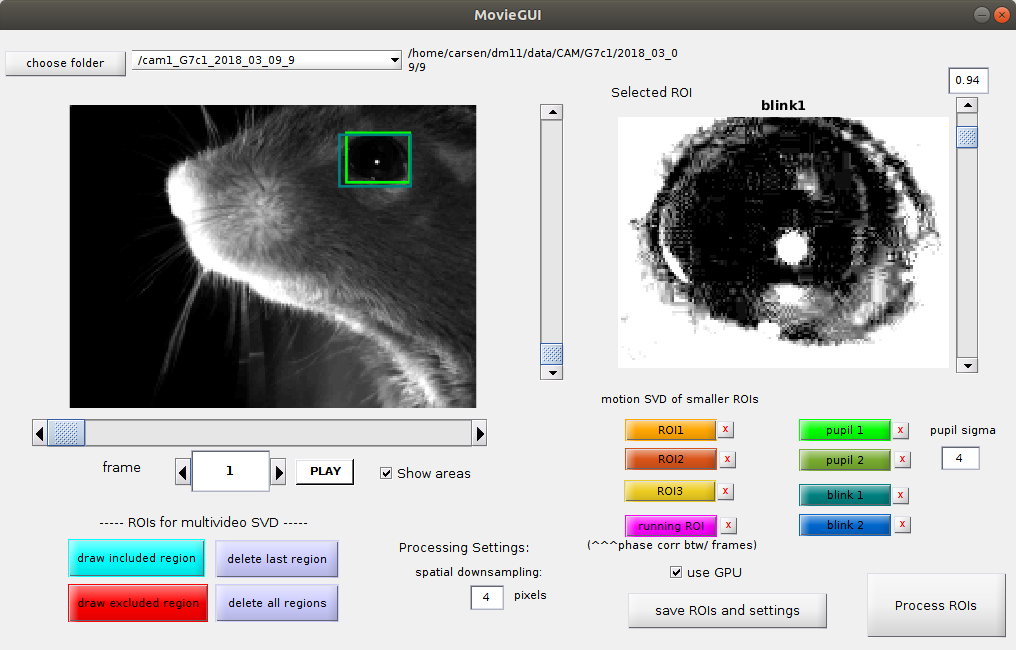 MovieGUI
choose folder
/cam1_G7c1_2018_03_09_9
/home/carsen/dm11/data/CAM/G7c1/2018_03_0
9/9
0.94
Selected ROI
blink1
motion SVD of smaller ROIs
ROI1 x
pupil 1 x
pupil sigma
ROI2 x
pupil 2 x
4
ROI3 x
blink 1 x
running ROI x
blink 2 x
(^^^phase corr btw/ frames)
frame
1
PLAY
Show areas
----- ROIs for multivideo SVD -----
draw included region
delete last region
draw excluded region
delete all regions
Processing Settings:
spatial downsampling:
4 pixels
use GPU
save ROIs and settings
Process ROIs